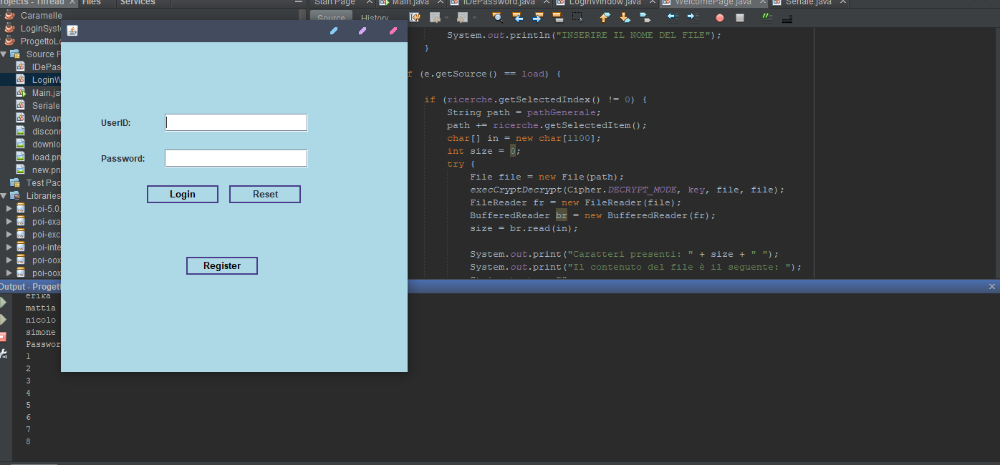 Projects - Thread
Files
Services
Start Page
Main.java
IDePassword.java
LoginWindow.java
WelcomePage.java
Seriale.java
Source
History
Caramelle
LoginSyst
ProgettoLo
Source P
IDePas
LoginW
Main.ja
Seriale
Welcon
disconn
downlo
load.pn
new.pn
Test Pac
Libraries
poi-5.0.
poi-exa
poi-exc
poi-inte
poi-oox
poi-oox
UserID:
Password:
Login
Reset
Register
System.out.println("INSERIRE IL NOME DEL FILE");
}
f (e.getSource() == load) {
if (ricerche.getSelectedIndex() != 0) {
String path = pathGenerale;
path += ricerche.getSelectedItem();
char[] in = new char[1100];
int size = 0;
try {
File file = new File(path);
execCryptDecrypt(Cipher.DECRYPT_MODE, key, file, file);
FileReader fr = new FileReader(file);
BufferedReader br = new BufferedReader(fr);
size = br.read(in);
System.out.print("Caratteri presenti: " + size + " ");
System.out.print("Il contenuto del file è il seguente: ");
Output - Progett
erika
mattia
nicolo
simone
Passwor
1
2
3
4
5
6
7
8